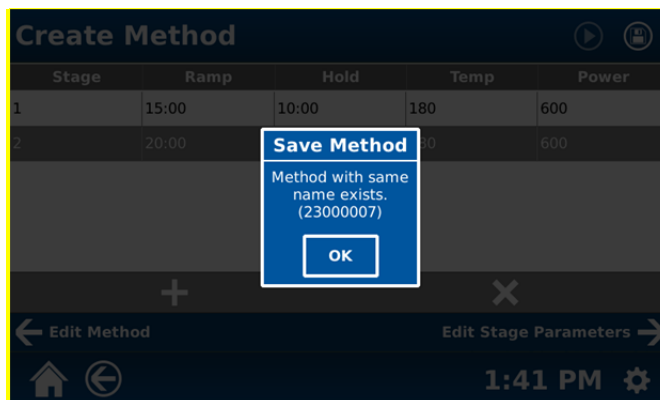 Create Method
Stage Ramp Hold Temp Power
1 15:00 10:00 180 600
2 20:00 80 600
Save Method
Method with same
name exists.
(23000007)
OK
Edit Method Edit Stage Parameters
1:41 PM